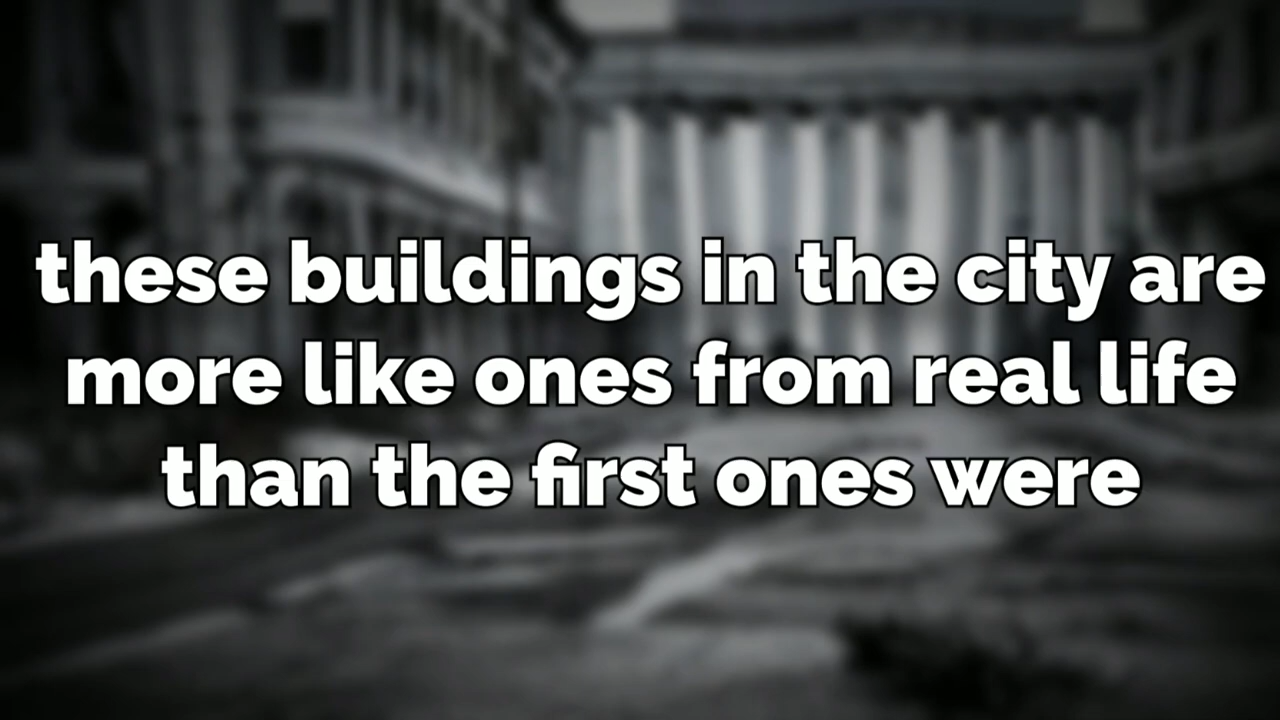 these buildings in the city are
more like ones from real life
than the first ones were